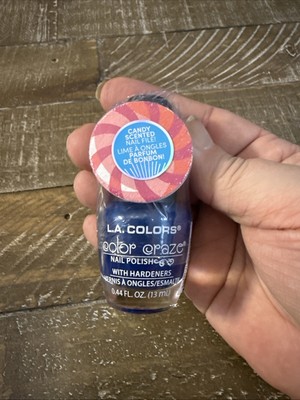 CANDY
SCENTED
NAIL FILE!
LIME À ONGLES
PARFUM
DE BONBON!
L.A. COLORS®
color craze®
NAIL POLISH
WITH HARDENERS
VERNIS À ONGLES/ESMALTE
0.44 FL. OZ. (13 mL)